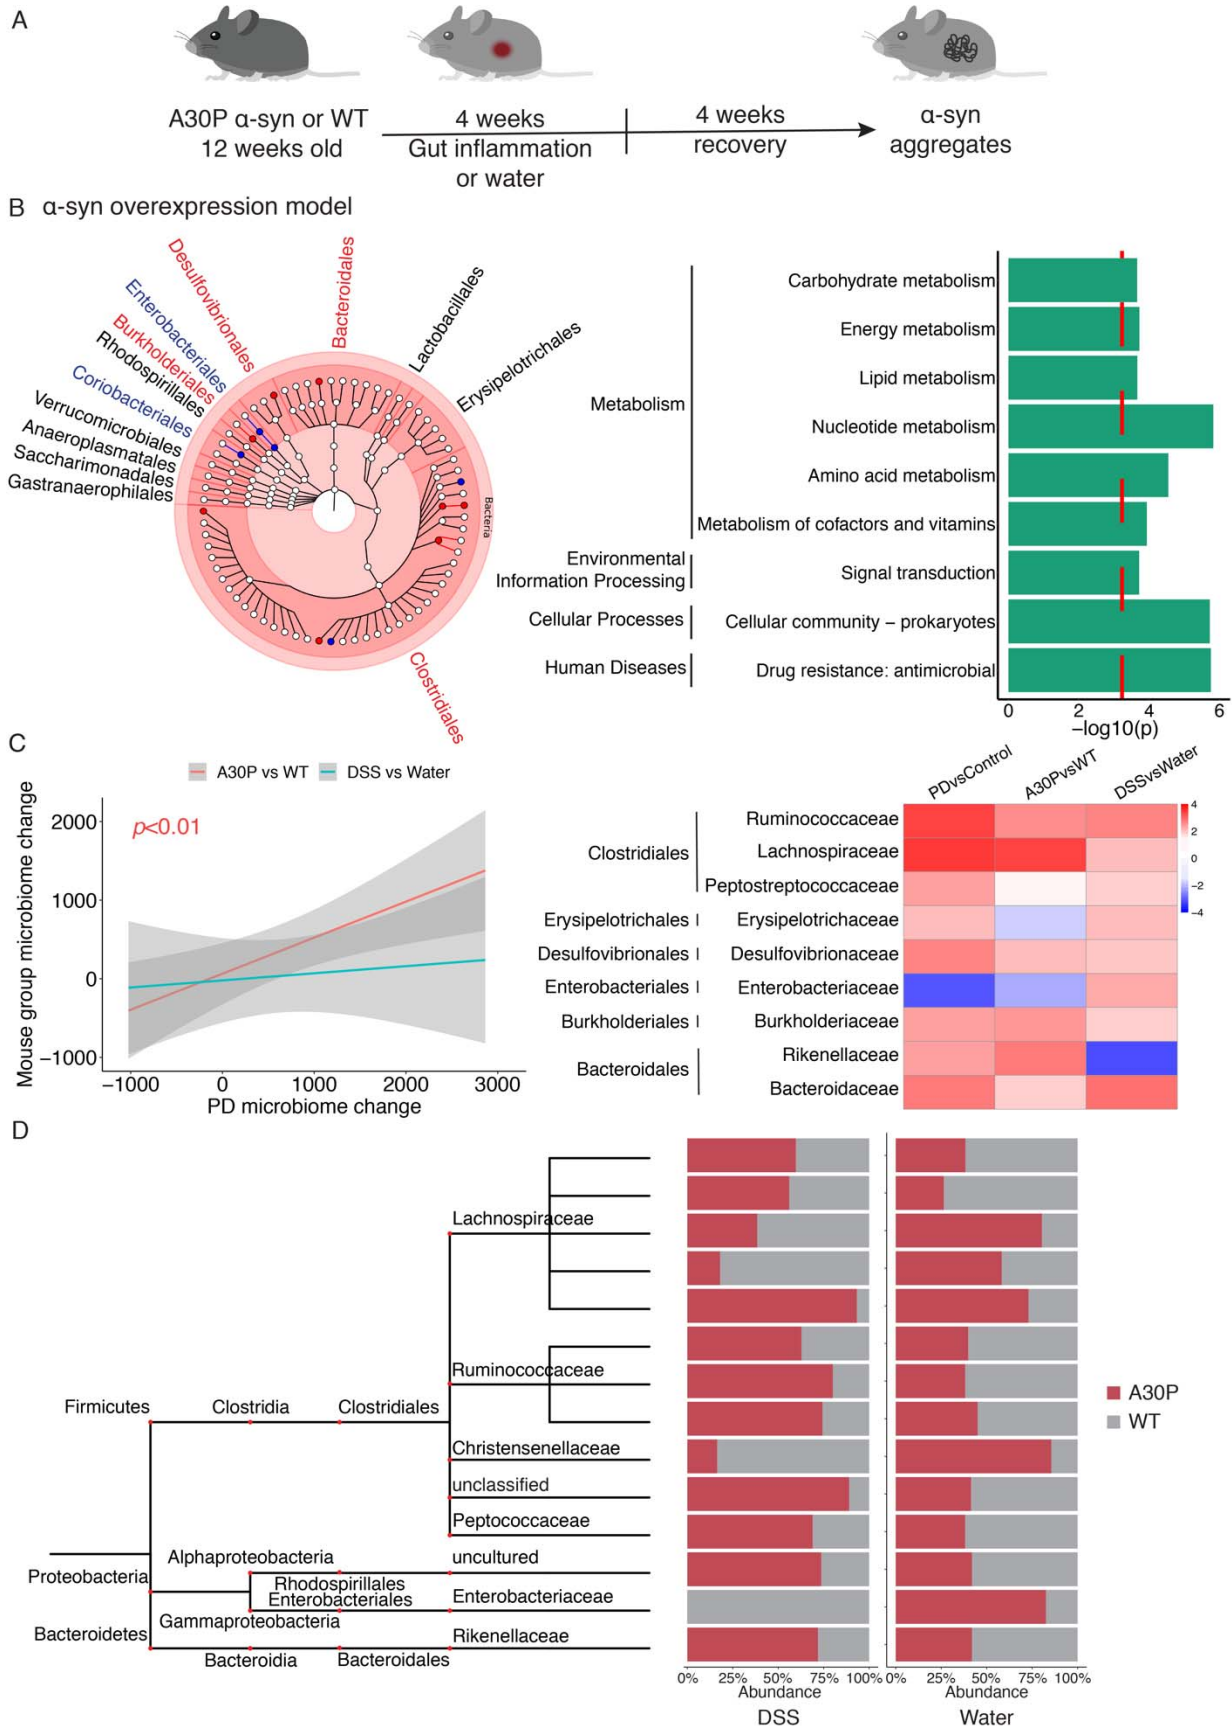 A
A30P α-syn or WT
12 weeks old
4 weeks
Gut inflammation
or water
4 weeks
recovery
α-syn
aggregates
B α-syn overexpression model
Gastranaerophilales
Saccharimonadales
Anaeroplasmatales
Verrucomicrobiales
Coriobacteriales
Rhodospirillales
Burkholderiales
Enterobacteriales
Desulfovibrionales
Bacteroidales
Lactobacillales
Erysipelotrichales
Bacteria
Clostridiales
Metabolism
Environmental
Information Processing
Cellular Processes
Human Diseases
Carbohydrate metabolism
Energy metabolism
Lipid metabolism
Nucleotide metabolism
Amino acid metabolism
Metabolism of cofactors and vitamins
Signal transduction
Cellular community – prokaryotes
Drug resistance: antimicrobial
0 2 4 6
−log10(p)
C
A30P vs WT DSS vs Water
p<0.01
Mouse group microbiome change
2000
1000
0
−1000
−1000 0 1000 2000 3000
PD microbiome change
PDvsControl A30PvsWT DSSvsWater
Clostridiales
Ruminococcaceae
Lachnospiraceae
Peptostreptococcaceae
Erysipelotrichales Erysipelotrichaceae
Desulfovibrionales Desulfovibrionaceae
Enterobacteriales Enterobacteriaceae
Burkholderiales Burkholderiaceae
Bacteroidales
Rikenellaceae
Bacteroidaceae
4
2
0
−2
−4
D
Firmicutes
Clostridia
Clostridiales
Lachnospiraceae
Ruminococcaceae
Christensenellaceae
unclassified
Peptococcaceae
Proteobacteria
Alphaproteobacteria
Rhodospirillales
uncultured
Gammaproteobacteria
Enterobacteriales
Enterobacteriaceae
Bacteroidetes
Bacteroidia
Bacteroidales
Rikenellaceae
0% 25% 50% 75% 100%
Abundance
DSS
0% 25% 50% 75% 100%
Abundance
Water
A30P
WT